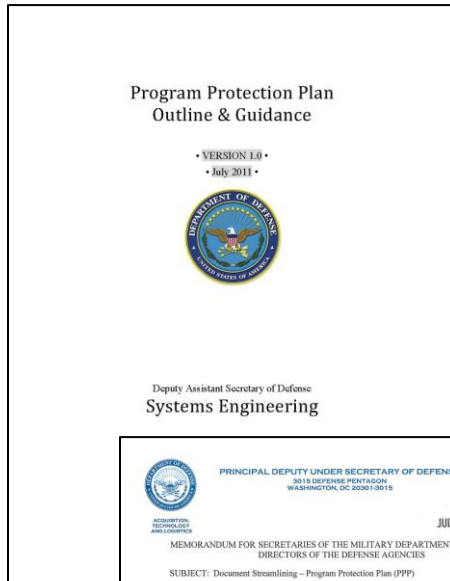 Program Protection Plan
Outline & Guidance
• VERSION 1.0 •
• July 2011 •
DEPARTMENT OF DEFENSE
UNITED STATES OF AMERICA
Deputy Assistant Secretary of Defense
Systems Engineering
PRINCIPAL DEPUTY UNDER SECRETARY OF DEFENSE
3015 DEFENSE PENTAGON
WASHINGTON, DC 20301-3015
ACQUISITION,
TECHNOLOGY
AND LOGISTICS
JUL
MEMORANDUM FOR SECRETARIES OF THE MILITARY DEPARTMENT
DIRECTORS OF THE DEFENSE AGENCIES
SUBJECT: Document Streamlining – Program Protection Plan (PPP)